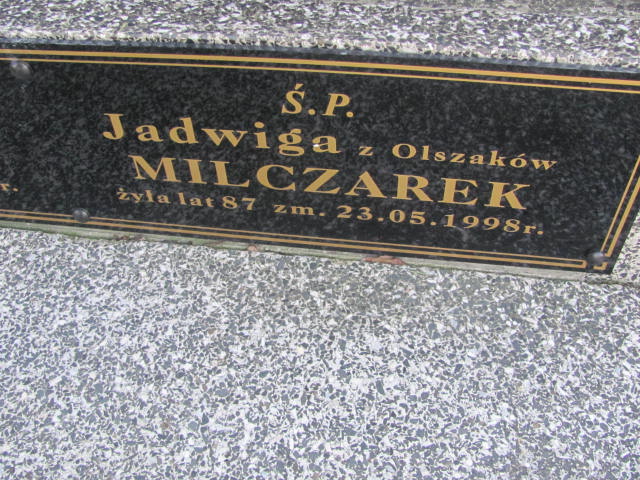 Ś.P.
Jadwiga z Olszaków
MILCZAREK
żyła lat 87 zm. 23.05.1998r.
r.